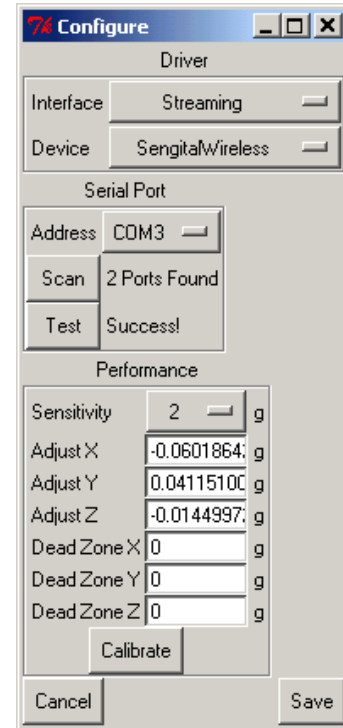 Configure
Driver
Interface Streaming
Device SengitalWireless
Serial Port
Address COM3
Scan 2 Ports Found
Test Success!
Performance
Sensitivity 2 g
Adjust X -0.0601864 g
Adjust Y 0.0411510 g
Adjust Z -0.0144997 g
Dead Zone X 0 g
Dead Zone Y 0 g
Dead Zone Z 0 g
Calibrate
Cancel Save